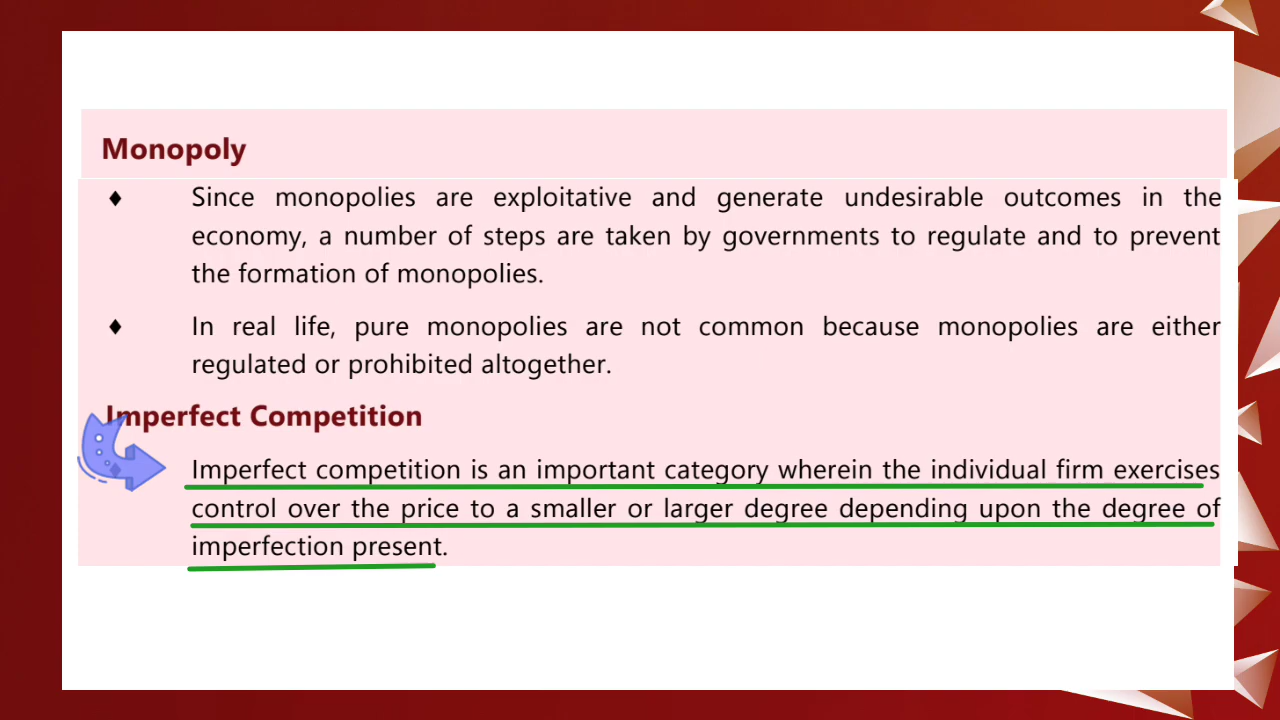 Monopoly
♦ Since monopolies are exploitative and generate undesirable outcomes in the
economy, a number of steps are taken by governments to regulate and to prevent
the formation of monopolies.
♦ In real life, pure monopolies are not common because monopolies are either
regulated or prohibited altogether.
Imperfect Competition
Imperfect competition is an important category wherein the individual firm exercises
control over the price to a smaller or larger degree depending upon the degree of
imperfection present.